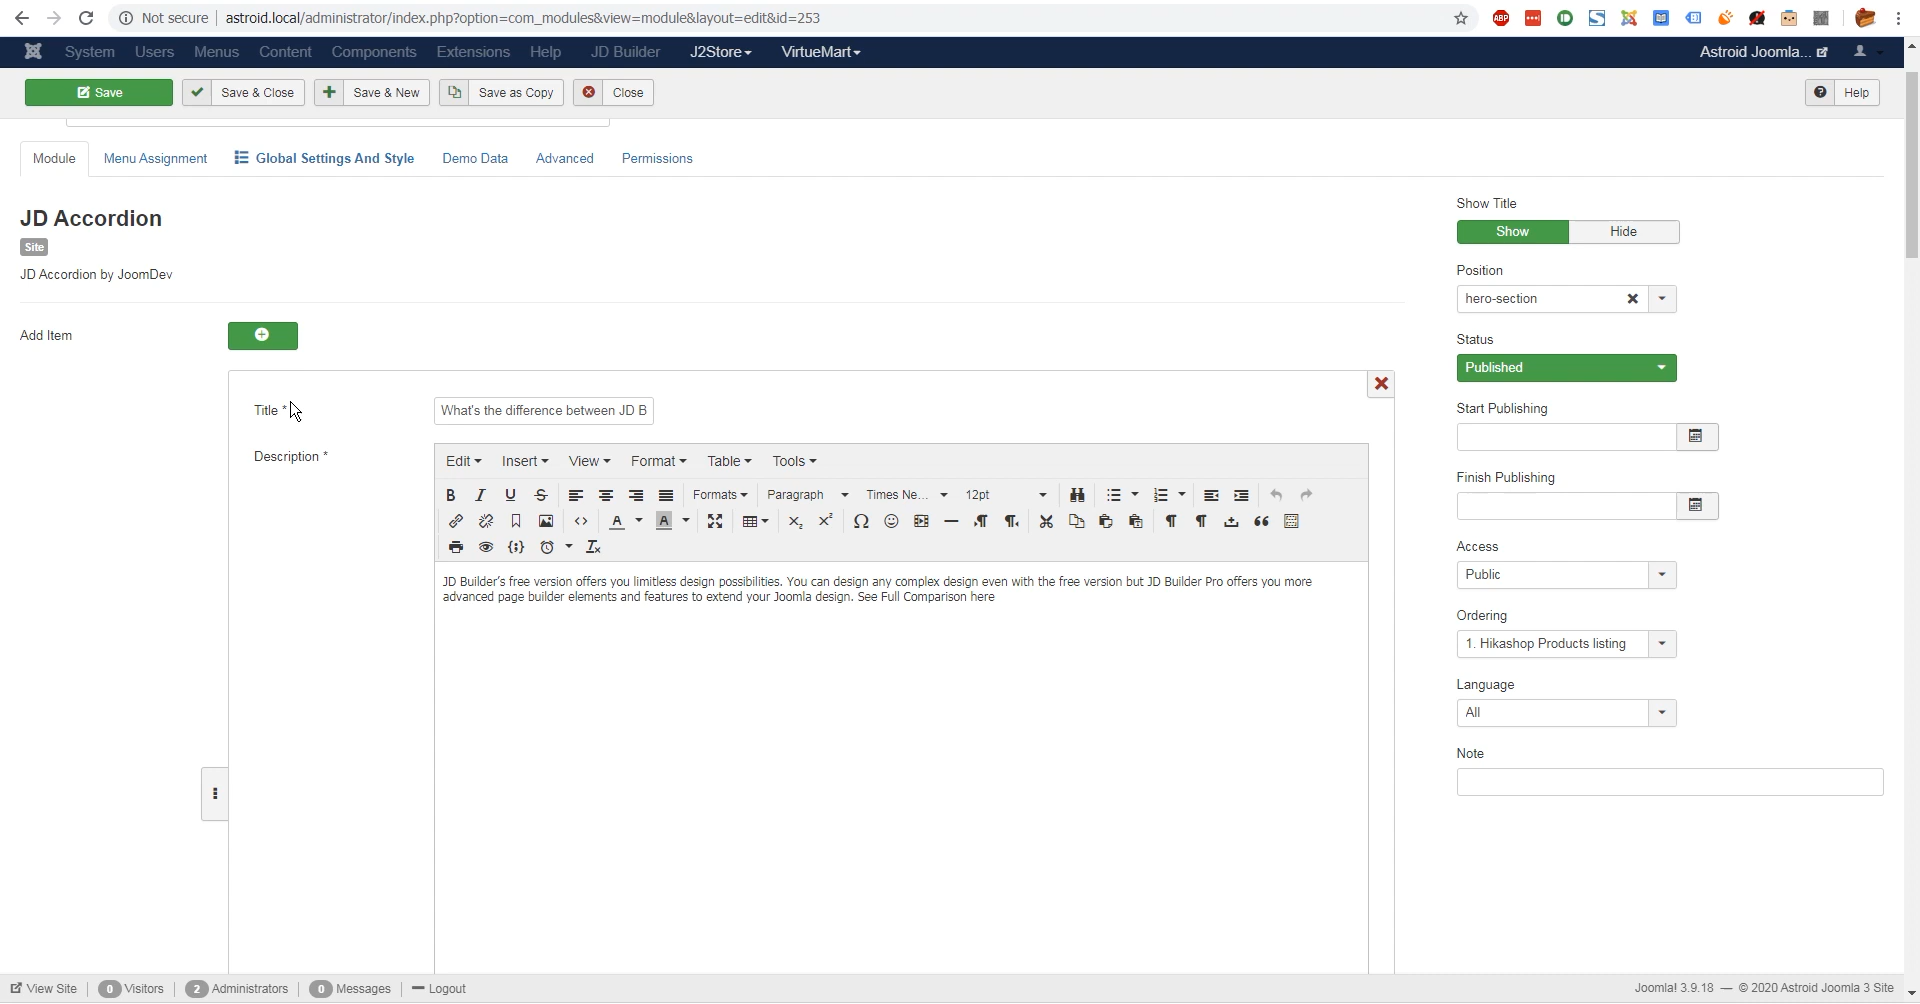 Not secure astroid.local/administrator/index.php?option=com_modules&view=module&layout=edit&id=253
ABP
System Users Menus Content Components Extensions Help JD Builder J2Store VirtueMart Astroid Joomla...
Save Save & Close Save & New Save as Copy Close Help
Module Menu Assignment Global Settings And Style Demo Data Advanced Permissions
JD Accordion
Site
JD Accordion by JoomDev
Add Item
Title *
What's the difference between JD B
Description *
Edit Insert View Format Table Tools
Formats Paragraph Times Ne... 12pt
JD Builder's free version offers you limitless design possibilities. You can design any complex design even with the free version but JD Builder Pro offers you more
advanced page builder elements and features to extend your Joomla design. See Full Comparison here
Show Title
Show Hide
Position
hero-section
Status
Published
Start Publishing
Finish Publishing
Access
Public
Ordering
1. Hikashop Products listing
Language
All
Note
View Site 0 Visitors 2 Administrators 0 Messages Logout Joomla! 3.9.18 — © 2020 Astroid Joomla 3 Site